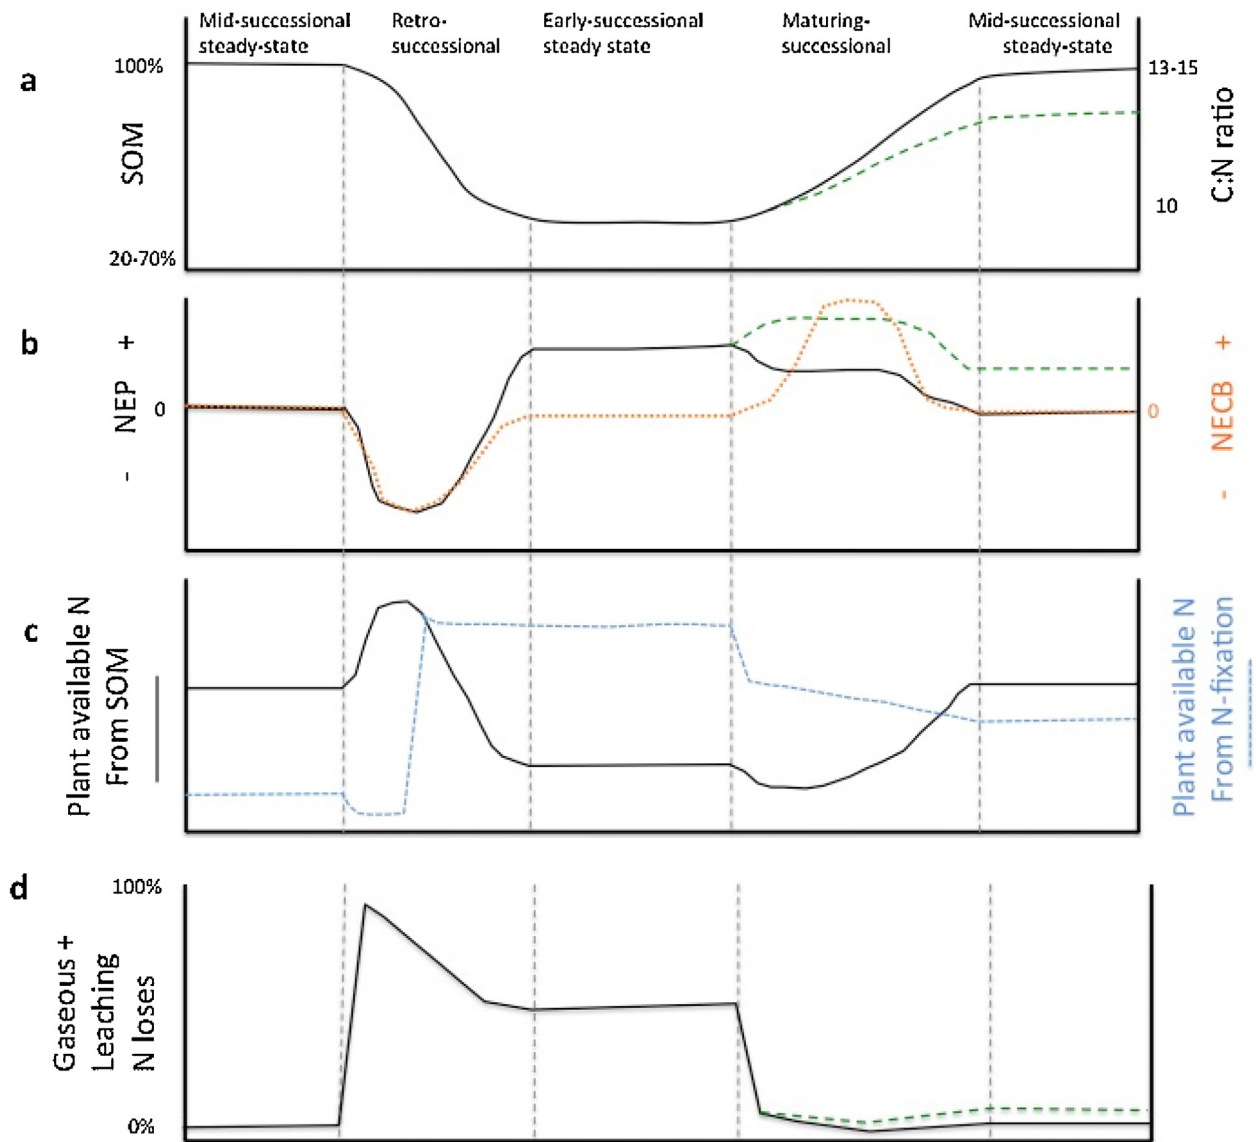 Mid-successional
steady-state
Retro-
successional
Early-successional
steady state
Maturing-
successional
Mid-successional
steady-state
a
100%
SOM
20-70%
13-15
10
C:N ratio
b
- NEP +
0
0
- NECB +
c
Plant available N
From SOM
Plant available N
From N-fixation
d
100%
Gaseous +
Leaching
N loses
0%